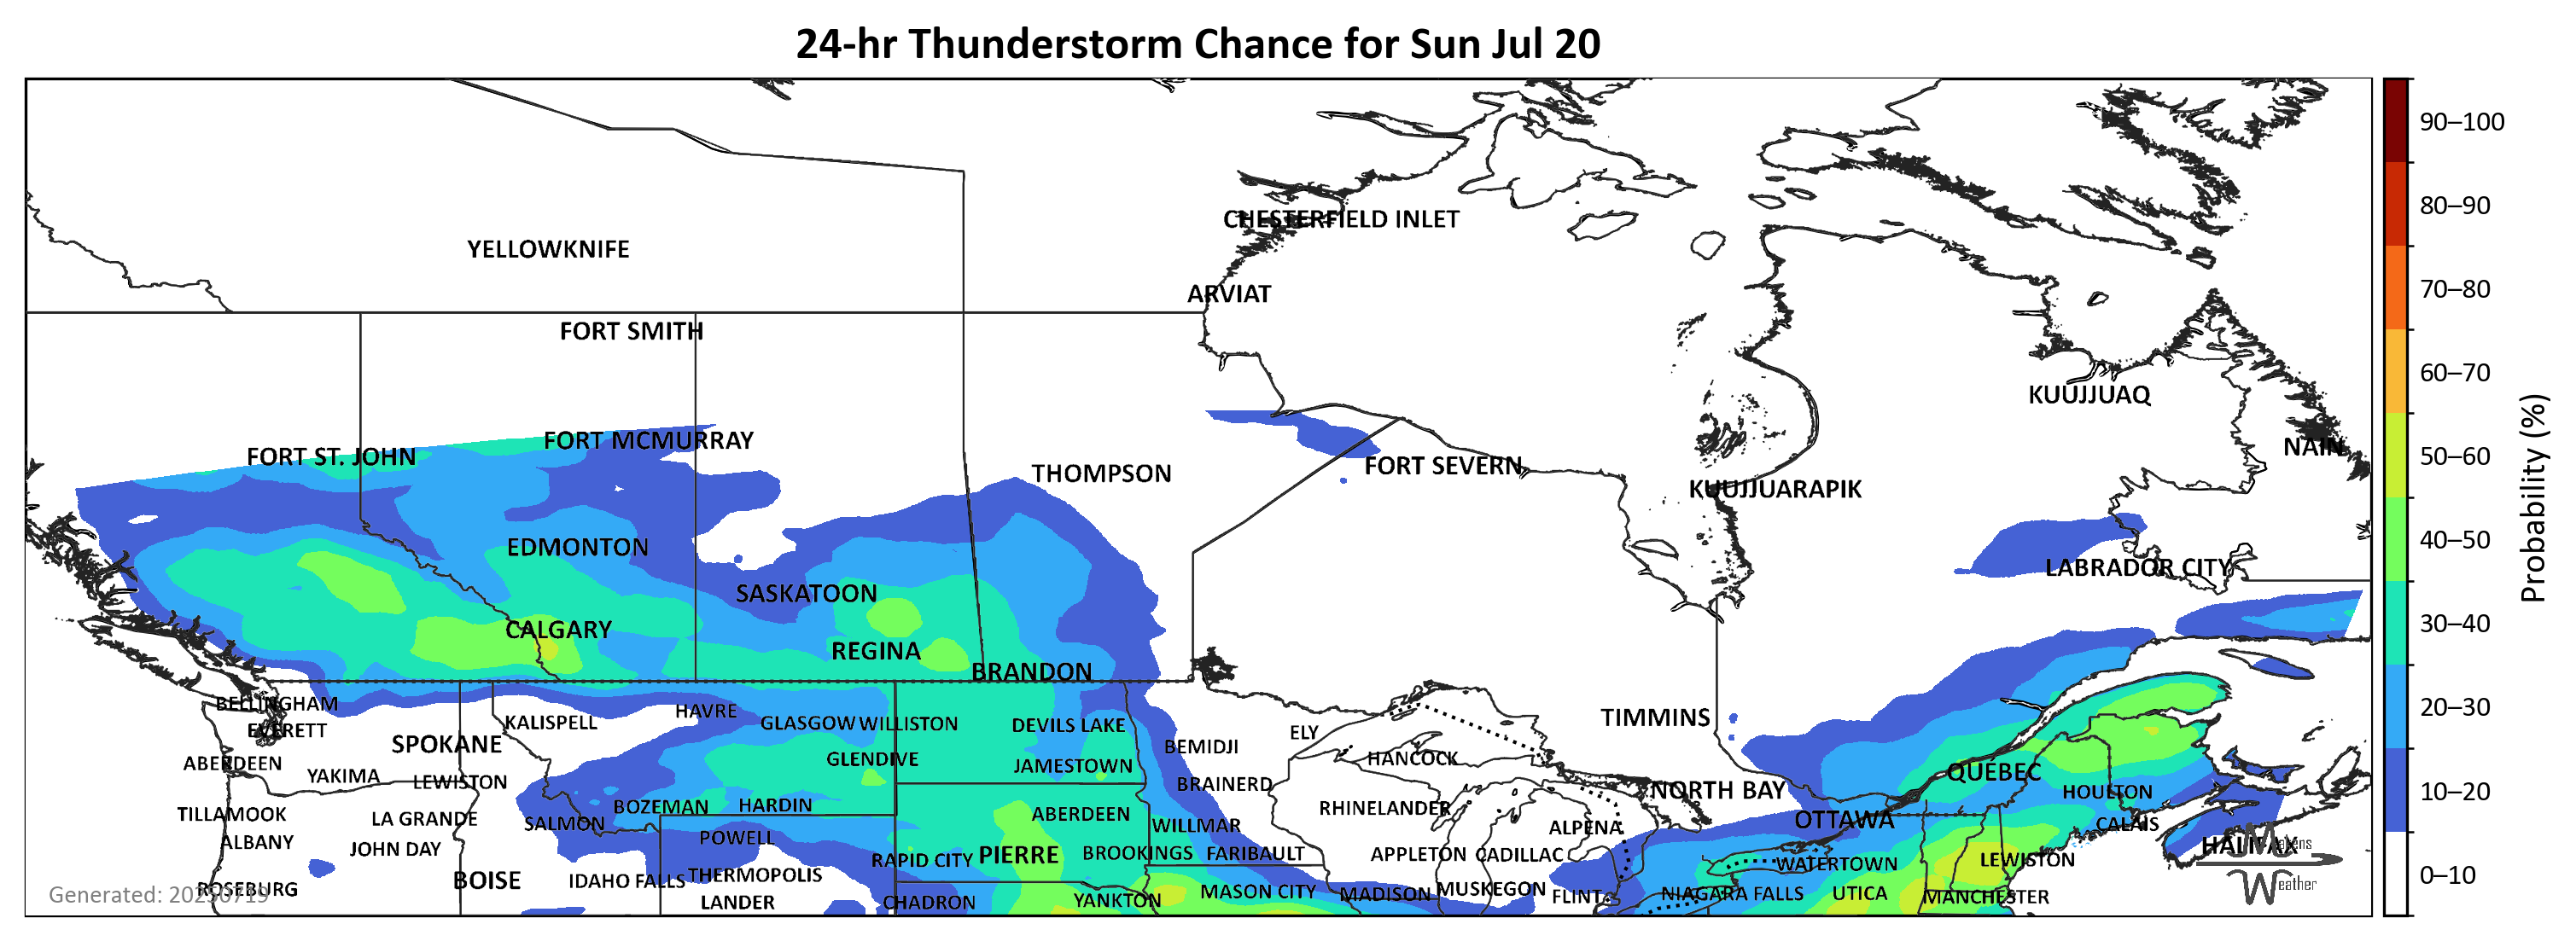 24-hr Thunderstorm Chance for Sun Jul 20
90–100
80–90
CHESTERFIELD INLET
YELLOWKNIFE
70–80
ARVIAT
FORT SMITH
60–70
KUUJJUAQ
FORT MCMURRAY
NAIN
FORT ST. JOHN
50–60
FORT SEVERN
THOMPSON
KUUJJUARAPIK
Probability (%)
40–50
EDMONTON
LABRADOR CITY
SASKATOON
30–40
CALGARY
REGINA
BRANDON
BELLINGHAM
20–30
HAVRE
TIMMINS
KALISPELL
GLASGOW
WILLISTON
DEVILS LAKE
EVERETT
ELY
SPOKANE
BEMIDJI
HANCOCK
GLENDIVE
ABERDEEN
JAMESTOWN
QUÉBEC
YAKIMA
LEWISTON
BRAINERD
NORTH BAY
10–20
HOULTON
BOZEMAN
HARDIN
RHINELANDER
TILLAMOOK
ABERDEEN
LA GRANDE
OTTAWA
SALMON
CALAIS
WILLMAR
ALPENA
POWELL
ALBANY
HALIFAX
JOHN DAY
BROOKINGS
FARIBAULT
PIERRE
APPLETON
CADILLAC
RAPID CITY
LEWISTON
WATERTOWN
THERMOPOLIS
0–10
BOISE
IDAHO FALLS
Weather
ROSEBURG
MUSKEGON
MASON CITY
MADISON
NIAGARA FALLS
UTICA
Generated: 20250719
FLINT
MANCHESTER
YANKTON
LANDER
CHADRON